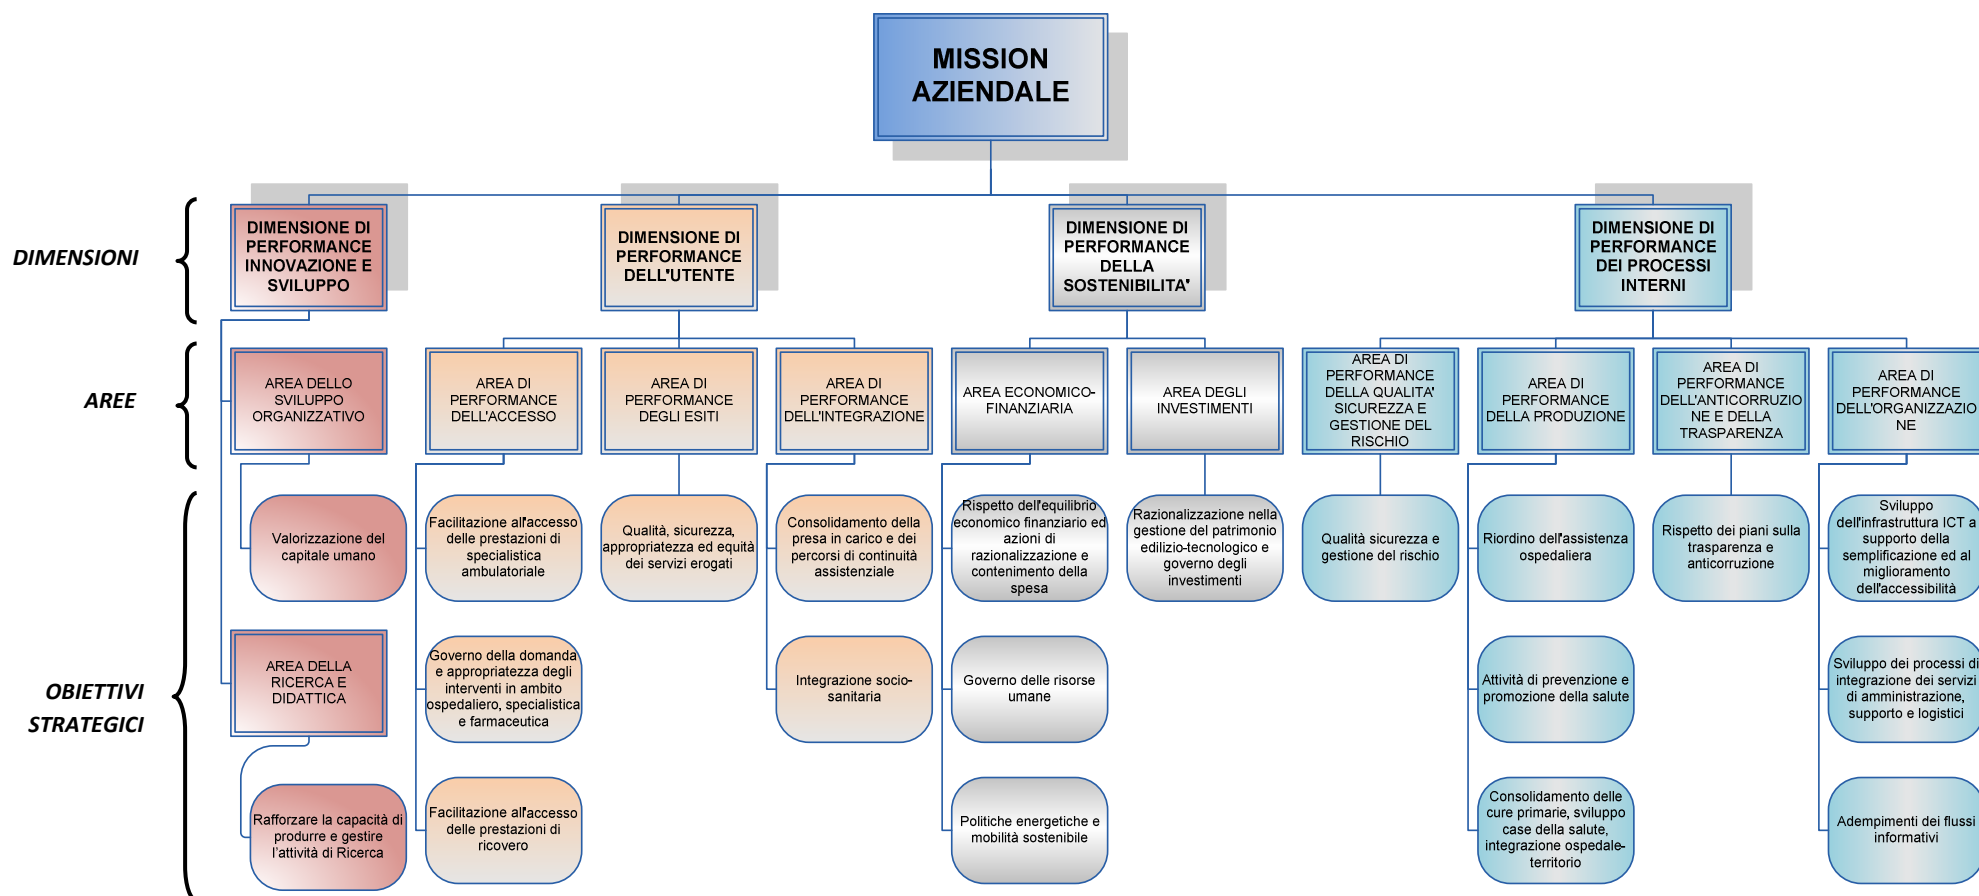 MISSION
AZIENDALE
DIMENSIONI
DIMENSIONE DI
PERFORMANCE
INNOVAZIONE E
SVILUPPO
DIMENSIONE DI
PERFORMANCE
DELL'UTENTE
DIMENSIONE DI
PERFORMANCE
DELLA
SOSTENIBILITA'
DIMENSIONE DI
PERFORMANCE
DEI PROCESSI
INTERNI
AREE
AREA DELLO
SVILUPPO
ORGANIZZATIVO
AREA DI
PERFORMANCE
DELL'ACCESSO
AREA DI
PERFORMANCE
DEGLI ESITI
AREA DI
PERFORMANCE
DELL'INTEGRAZIONE
AREA ECONOMICO-
FINANZIARIA
AREA DEGLI
INVESTIMENTI
AREA DI
PERFORMANCE
DELLA QUALITA'
SICUREZZA E
GESTIONE DEL
RISCHIO
AREA DI
PERFORMANCE
DELLA PRODUZIONE
AREA DI
PERFORMANCE
DELL'ANTICORRUZIO
NE E DELLA
TRASPARENZA
AREA DI
PERFORMANCE
DELL'ORGANIZZAZIO
NE
OBIETTIVI
STRATEGICI
Valorizzazione del
capitale umano
Facilitazione all'accesso
delle prestazioni di
specialistica
ambulatoriale
Qualità, sicurezza,
appropriatezza ed equità
dei servizi erogati
Consolidamento della
presa in carico e dei
percorsi di continuità
assistenziale
Rispetto dell'equilibrio
economico finanziario ed
azioni di
razionalizzazione e
contenimento della
spesa
Razionalizzazione nella
gestione del patrimonio
edilizio-tecnologico e
governo degli
investimenti
Qualità sicurezza e
gestione del rischio
Riordino dell'assistenza
ospedaliera
Rispetto dei piani sulla
trasparenza e
anticorruzione
Sviluppo
dell'infrastruttura ICT a
supporto della
semplificazione ed al
miglioramento
dell'accessibilità
AREA DELLA
RICERCA E
DIDATTICA
Governo della domanda
e appropriatezza degli
interventi in ambito
ospedaliero, specialistica
e farmaceutica
Integrazione socio-
sanitaria
Governo delle risorse
umane
Attività di prevenzione e
promozione della salute
Sviluppo dei processi di
integrazione dei servizi
di amministrazione,
supporto e logistici
Rafforzare la capacità di
produrre e gestire
l'attività di Ricerca
Facilitazione all'accesso
delle prestazioni di
ricovero
Politiche energetiche e
mobilità sostenibile
Consolidamento delle
cure primarie, sviluppo
case della salute,
integrazione ospedale-
territorio
Adempimenti dei flussi
informativi